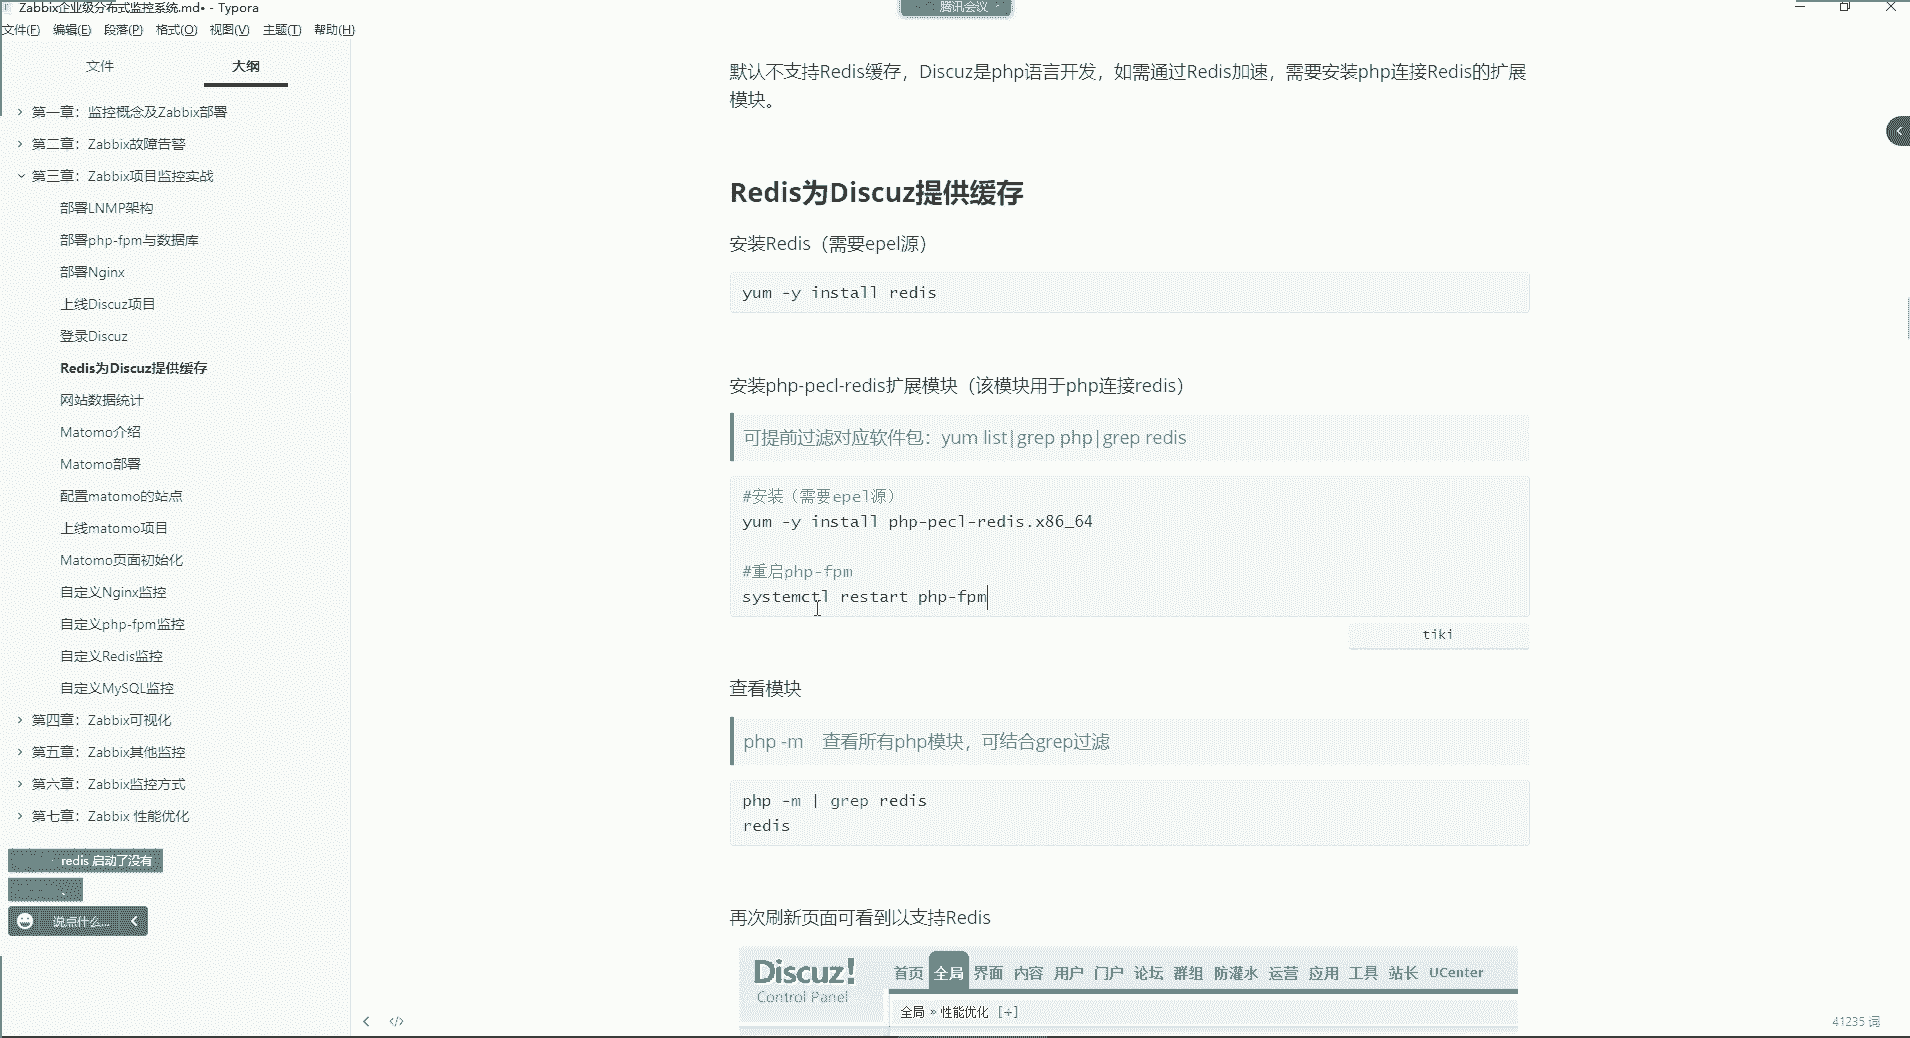 Zabbix企业级分布式监控系统.md• - Typora
腾讯会议
文件(F) 编辑(E) 段落(P) 格式(O) 视图(V) 主题(T) 帮助(H)
文件 大纲
第一章：监控概念及Zabbix部署
第二章：Zabbix故障告警
第三章：Zabbix项目监控实战
部署LNMP架构
部署php-fpm与数据库
部署Nginx
上线Discuz项目
登录Discuz
Redis为Discuz提供缓存
网站数据统计
Matomo介绍
Matomo部署
配置matomo的站点
上线matomo项目
Matomo页面初始化
自定义Nginx监控
自定义php-fpm监控
自定义Redis监控
自定义MySQL监控
第四章：Zabbix可视化
第五章：Zabbix其他监控
第六章：Zabbix监控方式
第七章：Zabbix 性能优化
redis 启动了没有
说点什么...
默认不支持Redis缓存，Discuz是php语言开发，如需通过Redis加速，需要安装php连接Redis的扩展
模块。
Redis为Discuz提供缓存
安装Redis（需要epel源）
yum -y install redis
安装php-pecl-redis扩展模块（该模块用于php连接redis）
可提前过滤对应软件包：yum list|grep php|grep redis
#安装（需要epel源）
yum -y install php-pecl-redis.x86_64
#重启php-fpm
systemctl restart php-fpm
tiki
查看模块
php -m 查看所有php模块，可结合grep过滤
php -m | grep redis
redis
再次刷新页面可看到以支持Redis
Discuz!
Control Panel
首页 全局 界面 内容 用户 门户 论坛 群组 防灌水 运营 应用 工具 站长 UCenter
全局 » 性能优化 [+]
41235 词